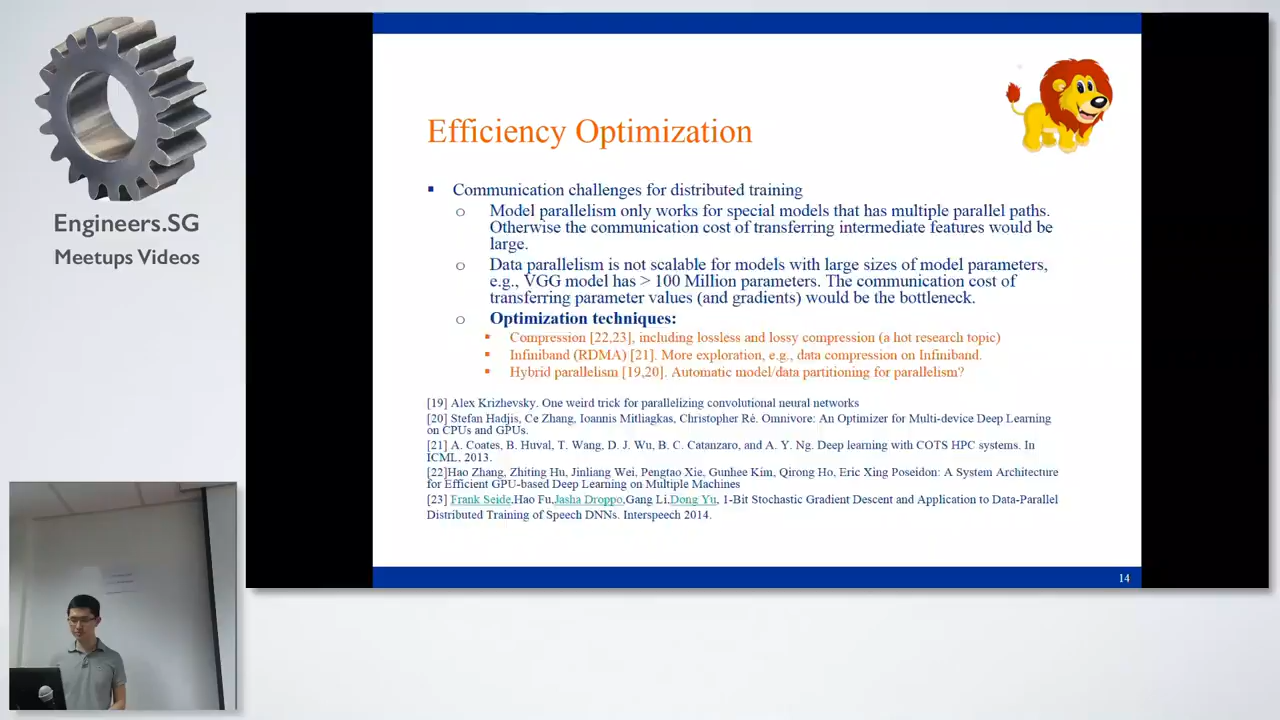 Engineers.SG
Meetups Videos
Efficiency Optimization
▪ Communication challenges for distributed training
o Model parallelism only works for special models that has multiple parallel paths.
Otherwise the communication cost of transferring intermediate features would be
large.
o Data parallelism is not scalable for models with large sizes of model parameters,
e.g., VGG model has > 100 Million parameters. The communication cost of
transferring parameter values (and gradients) would be the bottleneck.
o Optimization techniques:
▪ Compression [22,23], including lossless and lossy compression (a hot research topic)
▪ Infiniband (RDMA) [21]. More exploration, e.g., data compression on Infiniband.
▪ Hybrid parallelism [19,20]. Automatic model/data partitioning for parallelism?
[19] Alex Krizhevsky. One weird trick for parallelizing convolutional neural networks
[20] Stefan Hadjis, Ce Zhang, Ioannis Mitliagkas, Christopher Ré. Omnivore: An Optimizer for Multi-device Deep Learning
on CPUs and GPUs.
[21] A. Coates, B. Huval, T. Wang, D. J. Wu, B. C. Catanzaro, and A. Y. Ng. Deep learning with COTS HPC systems. In
ICML, 2013.
[22]Hao Zhang, Zhiting Hu, Jinliang Wei, Pengtao Xie, Gunhee Kim, Qirong Ho, Eric Xing Poseidon: A System Architecture
for Efficient GPU-based Deep Learning on Multiple Machines
[23] Frank Seide,Hao Fu,Jasha Droppo,Gang Li,Dong Yu, 1-Bit Stochastic Gradient Descent and Application to Data-Parallel
Distributed Training of Speech DNNs. Interspeech 2014.
14